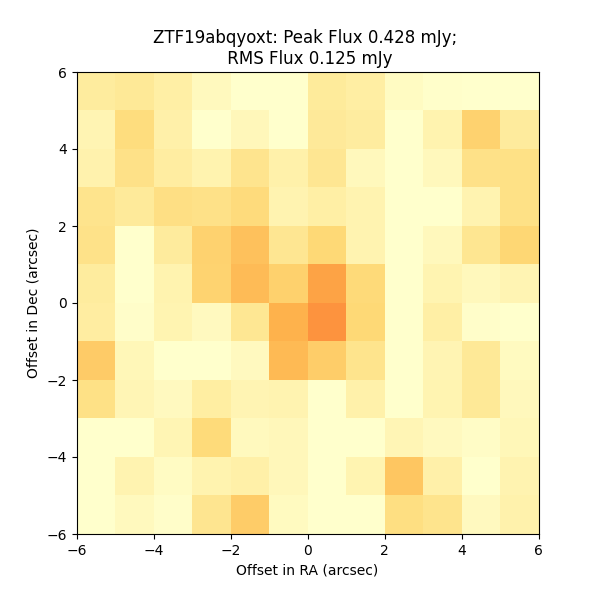 ZTF19abqyoxt: Peak Flux 0.428 mJy;
RMS Flux 0.125 mJy
6
4
2
0
−2
−4
−6
Offset in Dec (arcsec)
−6 −4 −2 0 2 4 6
Offset in RA (arcsec)